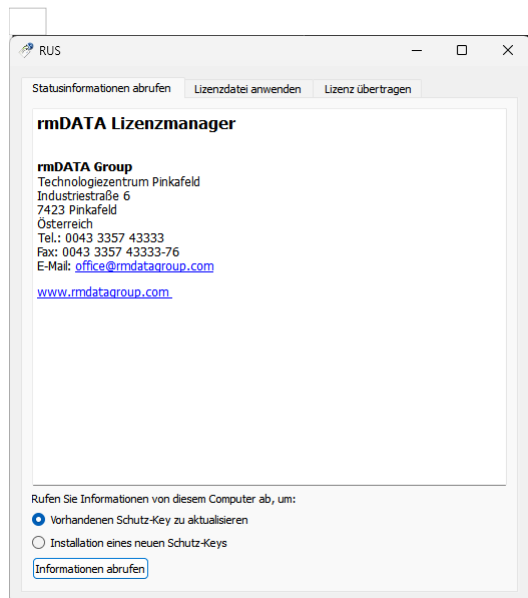 RUS
Statusinformationen abrufen Lizenzdatei anwenden Lizenz übertragen
rmDATA Lizenzmanager
rmDATA Group
Technologiezentrum Pinkafeld
Industriestraße 6
7423 Pinkafeld
Österreich
Tel.: 0043 3357 43333
Fax: 0043 3357 43333-76
E-Mail: office@rmdatagroup.com
www.rmdatagroup.com
Rufen Sie Informationen von diesem Computer ab, um:
Vorhandenen Schutz-Key zu aktualisieren
Installation eines neuen Schutz-Keys
Informationen abrufen